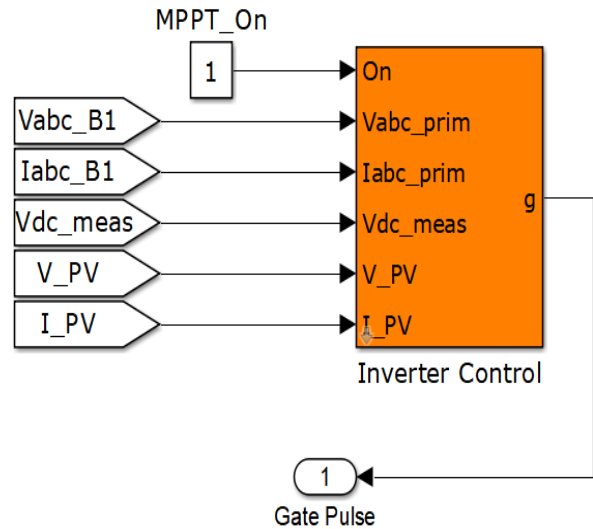 MPPT_On
1
On
Vabc_B1
Vabc_prim
Iabc_B1
Iabc_prim
g
Vdc_meas
Vdc_meas
V_PV
V_PV
I_PV
I_PV
Inverter Control
1
Gate Pulse